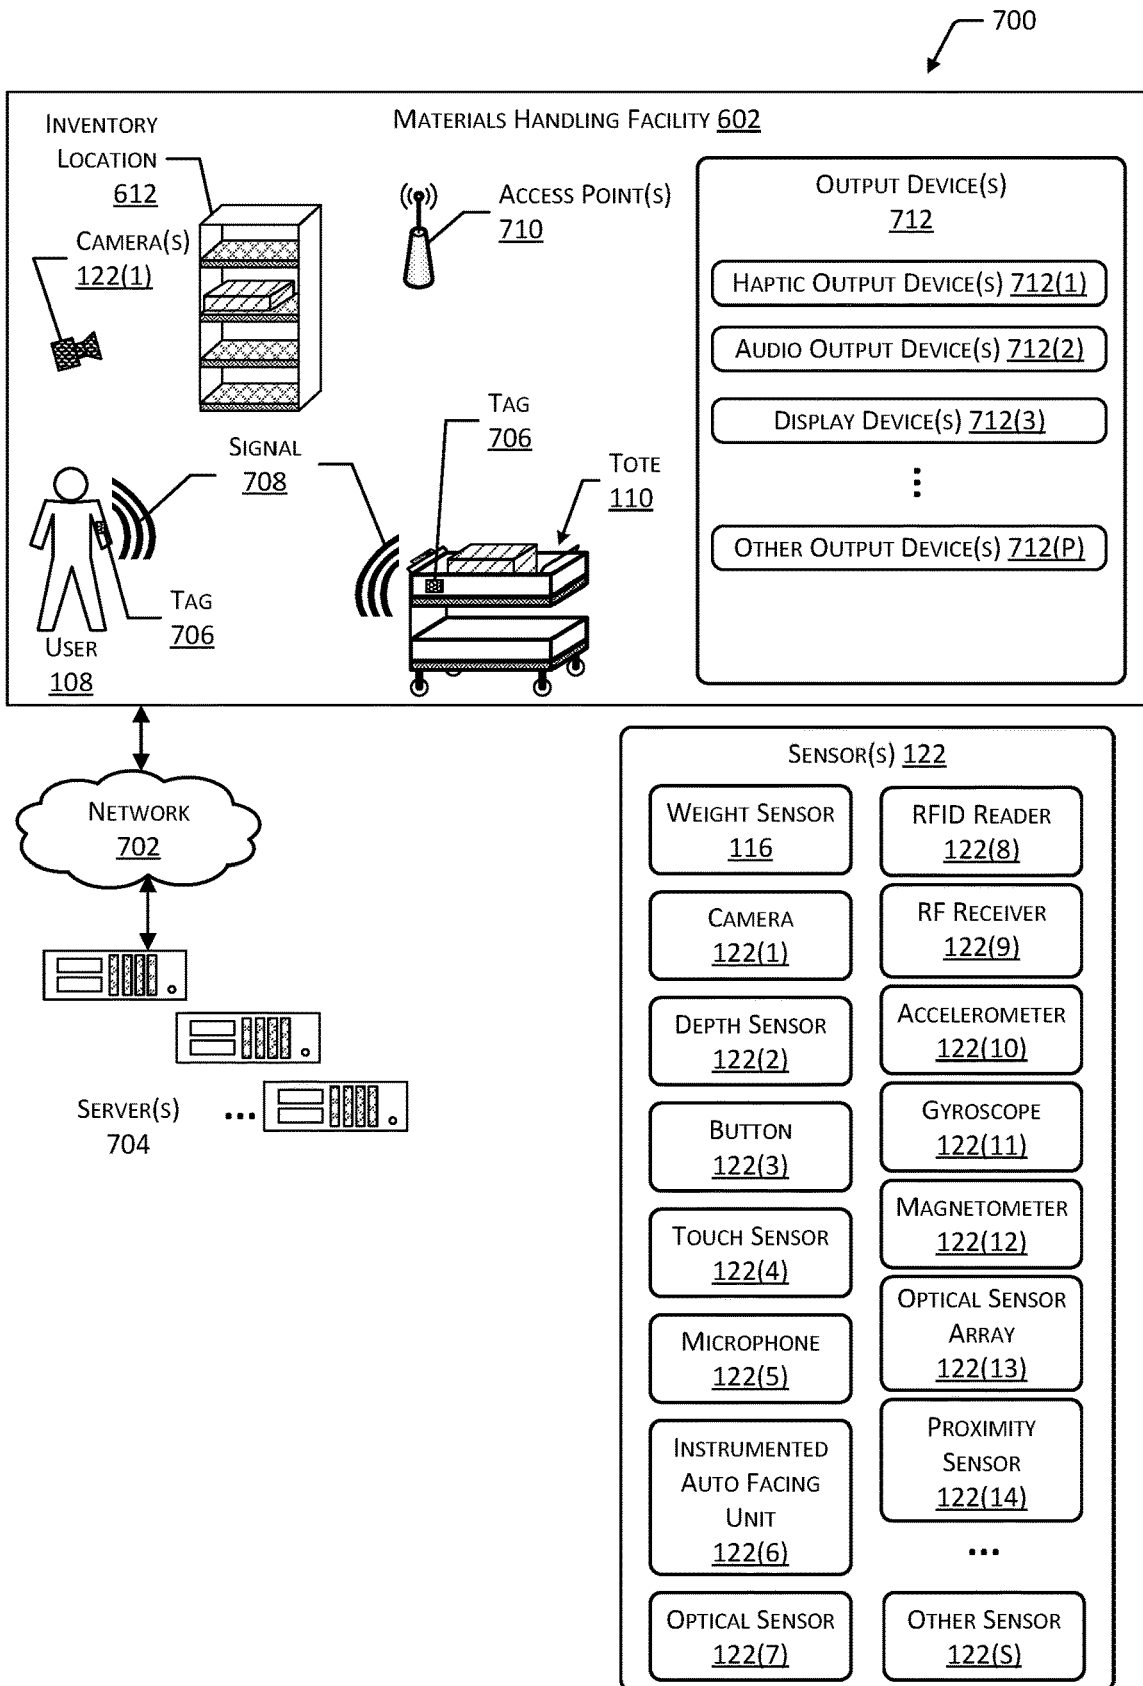 700
MATERIALS HANDLING FACILITY 602
INVENTORY
LOCATION
612
CAMERA(S)
122(1)
ACCESS POINT(S)
710
TAG
706
SIGNAL
708
TOTE
110
TAG
706
USER
108
OUTPUT DEVICE(S)
712
HAPTIC OUTPUT DEVICE(S) 712(1)
AUDIO OUTPUT DEVICE(S) 712(2)
DISPLAY DEVICE(S) 712(3)
⋮
OTHER OUTPUT DEVICE(S) 712(P)
NETWORK
702
SERVER(S)
704
...
SENSOR(S) 122
WEIGHT SENSOR
116
CAMERA
122(1)
DEPTH SENSOR
122(2)
BUTTON
122(3)
TOUCH SENSOR
122(4)
MICROPHONE
122(5)
INSTRUMENTED
AUTO FACING
UNIT
122(6)
OPTICAL SENSOR
122(7)
RFID READER
122(8)
RF RECEIVER
122(9)
ACCELEROMETER
122(10)
GYROSCOPE
122(11)
MAGNETOMETER
122(12)
OPTICAL SENSOR
ARRAY
122(13)
PROXIMITY
SENSOR
122(14)
...
OTHER SENSOR
122(S)